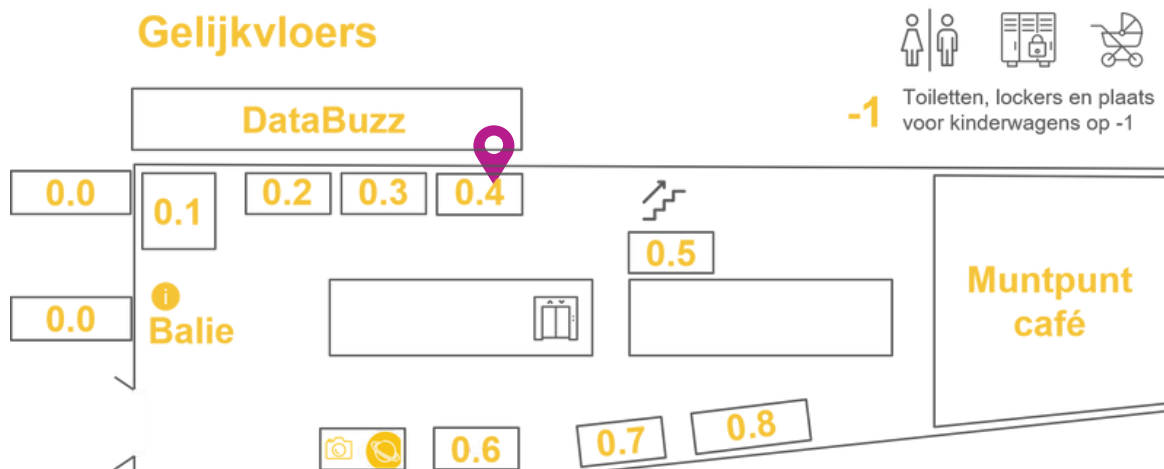 Gelijkvloers
-1
Toiletten, lockers en plaats
voor kinderwagens op -1
DataBuzz
0.0
0.1
0.2
0.3
0.4
0.5
0.0
i
Balie
Muntpunt
café
0.6
0.7
0.8